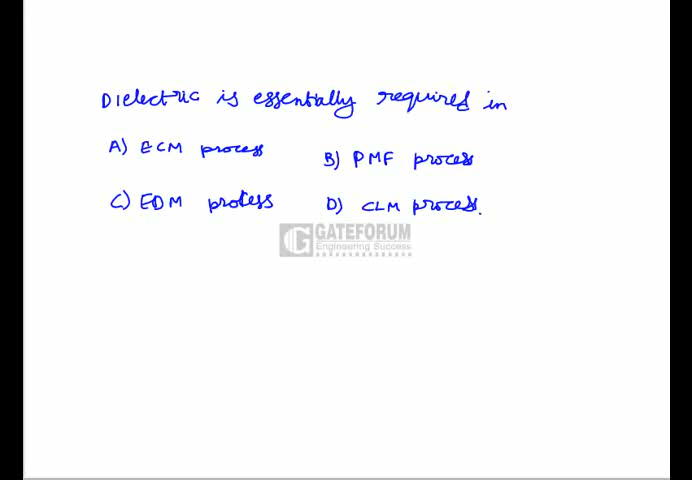 Dielectric is essentially required in
A) ECM process
B) PMF process
C) EDM process
D) CLM process.
GATEFORUM
Engineering Success